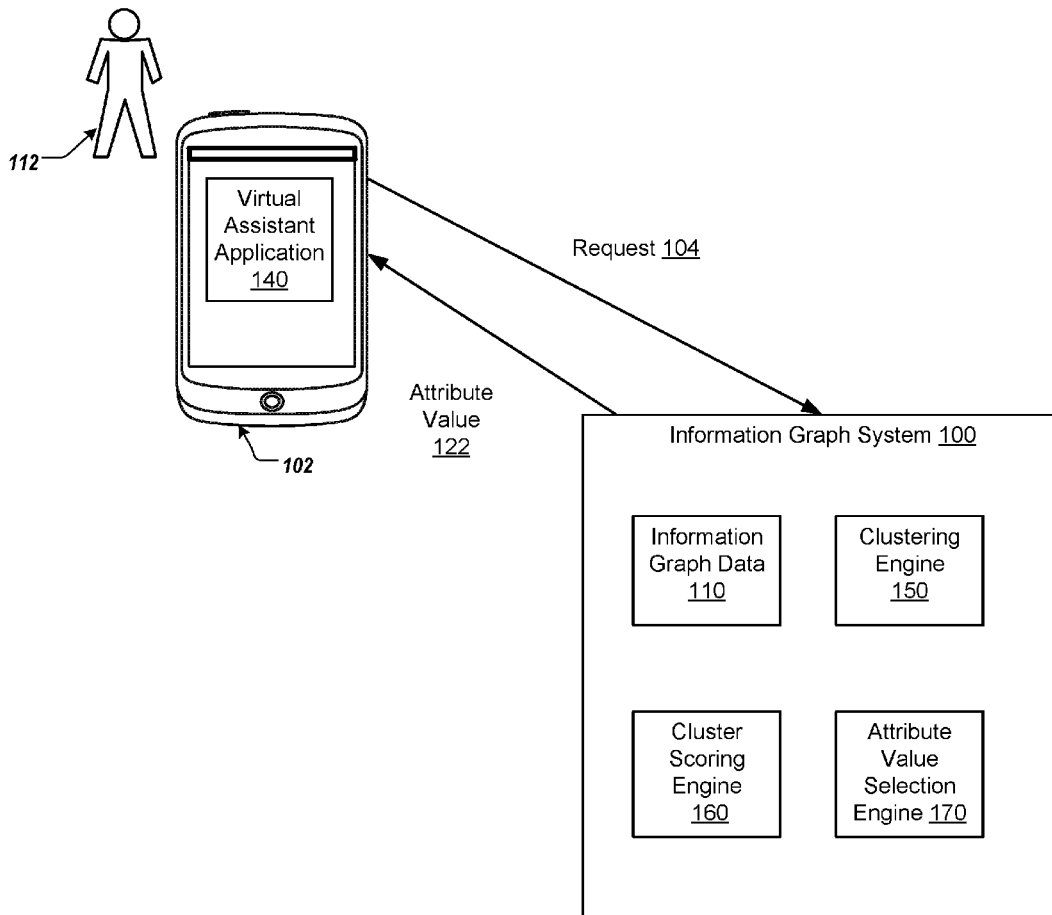 112
Virtual
Assistant
Application
140
Request 104
Attribute
Value
122
102
Information Graph System 100
Information
Graph Data
110
Clustering
Engine
150
Cluster
Scoring
Engine
160
Attribute
Value
Selection
Engine 170